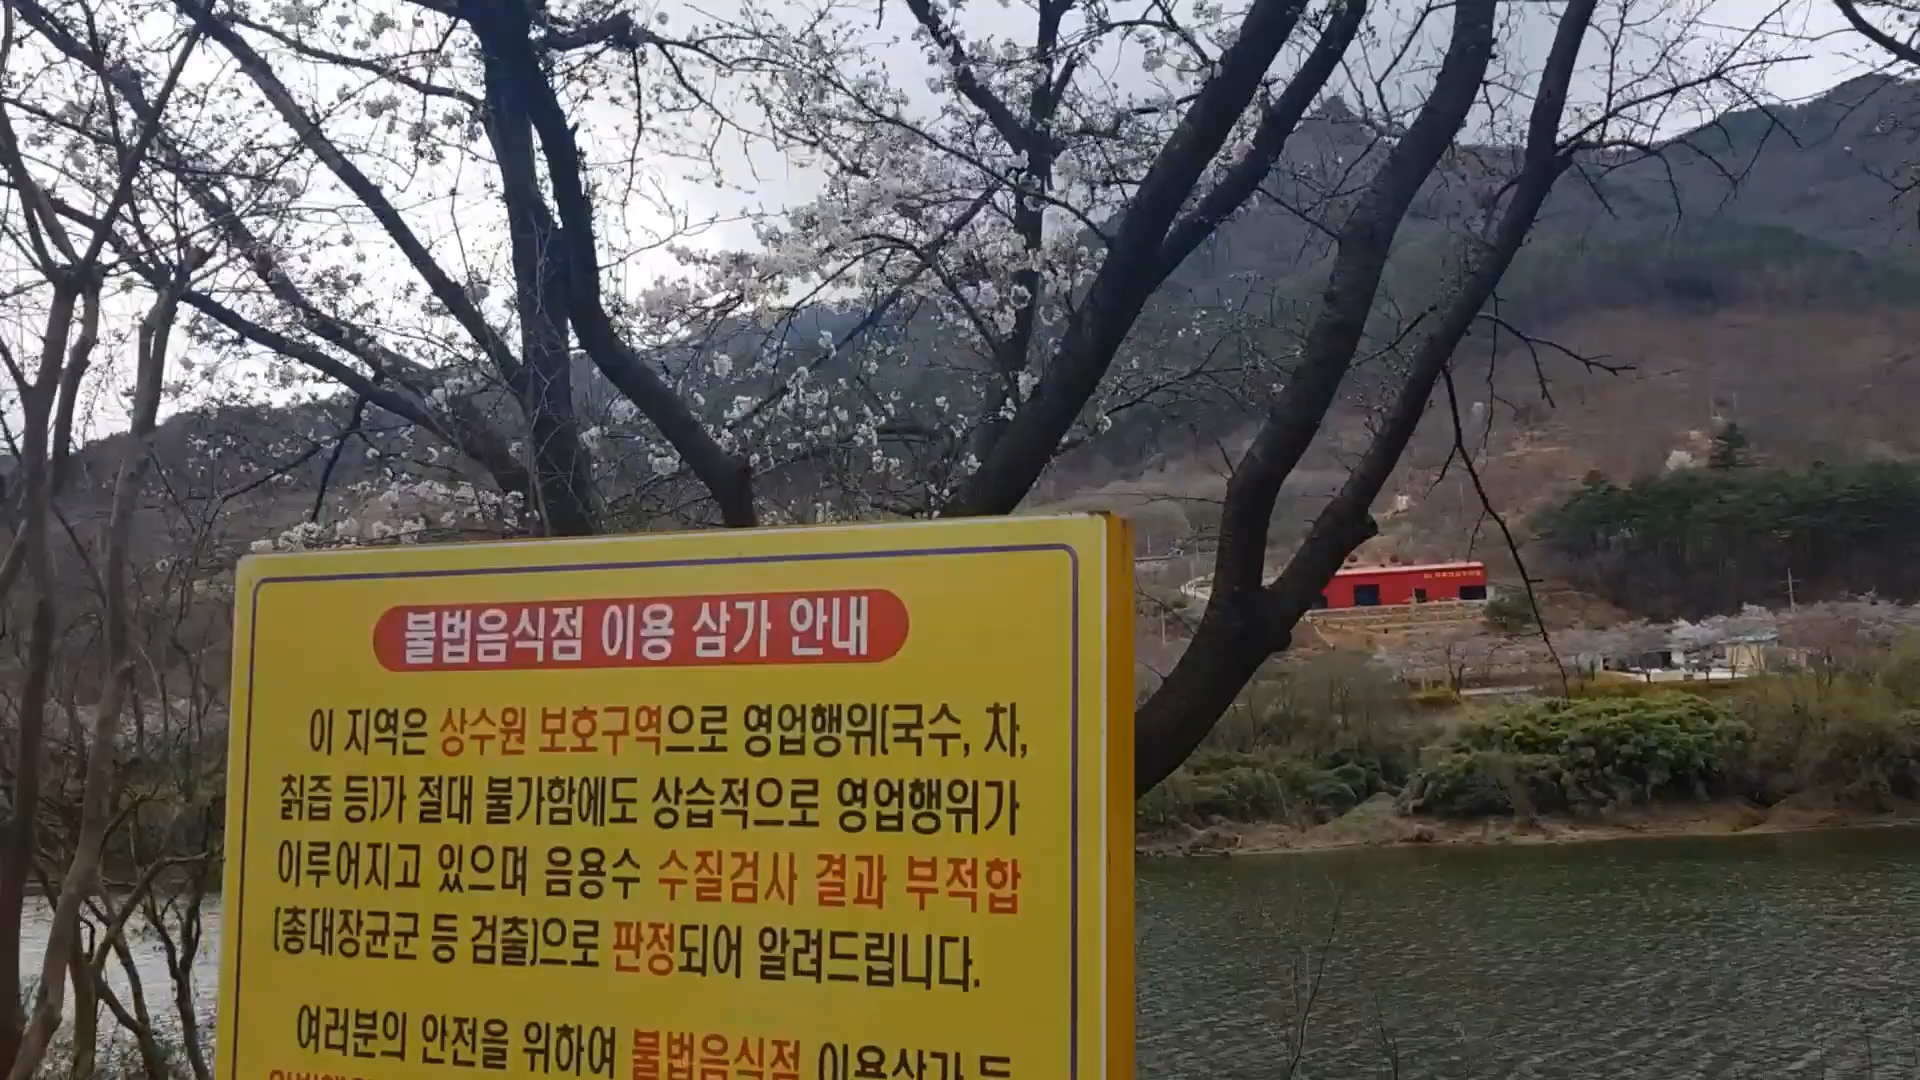 불법음식점 이용 삼가 안내
이 지역은 상수원 보호구역으로 영업행위(국수, 차,
칡즙 등)가 절대 불가함에도 상습적으로 영업행위가
이루어지고 있으며 음용수 수질검사 결과 부적합
(총대장균군 등 검출)으로 판정되어 알려드립니다.
여러분의 안전을 위하여 불법음식점 이용삼가